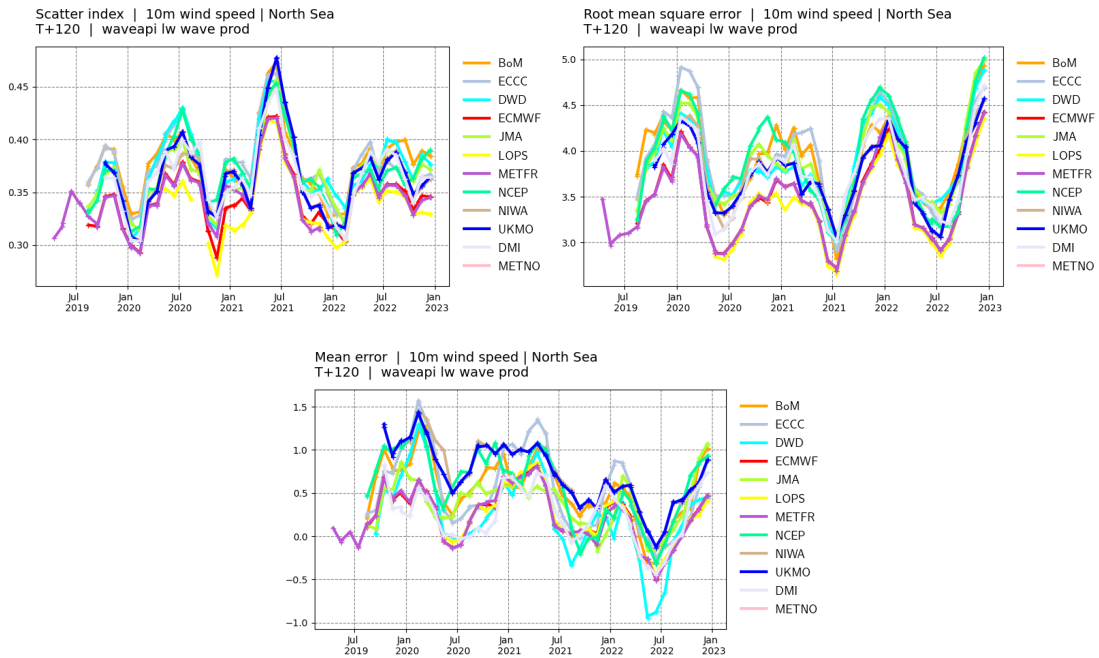 Scatter index | 10m wind speed | North Sea
T+120 | waveapi lw wave prod
0.45
0.40
0.35
0.30
Jul
2019
Jan
2020
Jul
2020
Jan
2021
Jul
2021
Jan
2022
Jul
2022
Jan
2023
BoM
ECCC
DWD
ECMWF
JMA
LOPS
METFR
NCEP
NIWA
UKMO
DMI
METNO
Root mean square error | 10m wind speed | North Sea
T+120 | waveapi lw wave prod
5.0
4.5
4.0
3.5
3.0
Jul
2019
Jan
2020
Jul
2020
Jan
2021
Jul
2021
Jan
2022
Jul
2022
Jan
2023
BoM
ECCC
DWD
ECMWF
JMA
LOPS
METFR
NCEP
NIWA
UKMO
DMI
METNO
Mean error | 10m wind speed | North Sea
T+120 | waveapi lw wave prod
1.5
1.0
0.5
0.0
−0.5
−1.0
Jul
2019
Jan
2020
Jul
2020
Jan
2021
Jul
2021
Jan
2022
Jul
2022
Jan
2023
BoM
ECCC
DWD
ECMWF
JMA
LOPS
METFR
NCEP
NIWA
UKMO
DMI
METNO